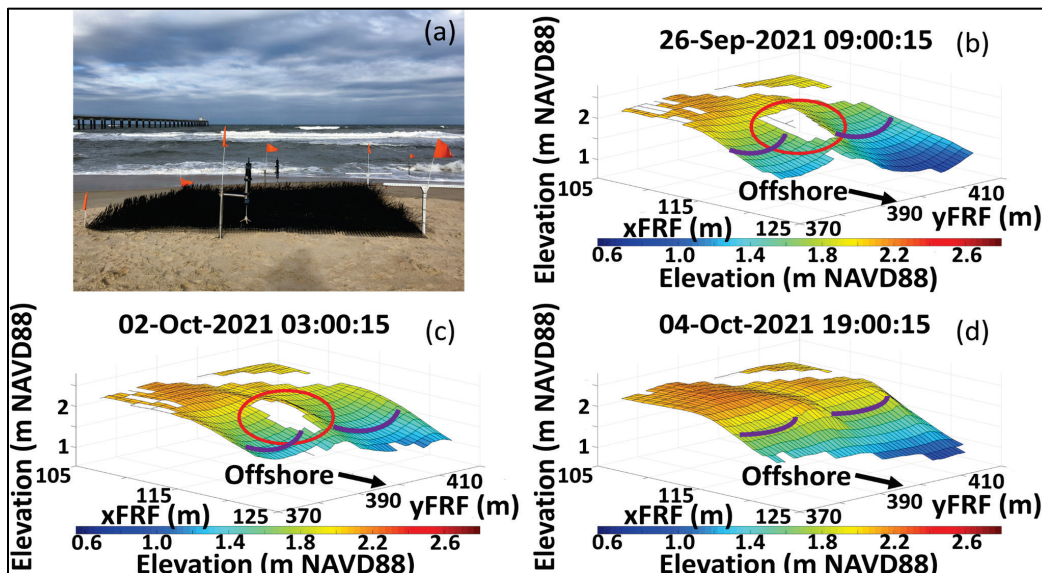 (a)
26-Sep-2021 09:00:15
(b)
Elevation (m NAVD88)
2
1
105
115
125
xFRF (m)
370
390
410
yFRF (m)
Offshore
0.6 1.0 1.4 1.8 2.2 2.6
Elevation (m NAVD88)
02-Oct-2021 03:00:15
(c)
Elevation (m NAVD88)
2
1
105
115
125
xFRF (m)
370
390
410
yFRF (m)
Offshore
0.6 1.0 1.4 1.8 2.2 2.6
Elevation (m NAVD88)
04-Oct-2021 19:00:15
(d)
Elevation (m NAVD88)
2
1
105
115
125
xFRF (m)
370
390
410
yFRF (m)
Offshore
0.6 1.0 1.4 1.8 2.2 2.6
Elevation (m NAVD88)